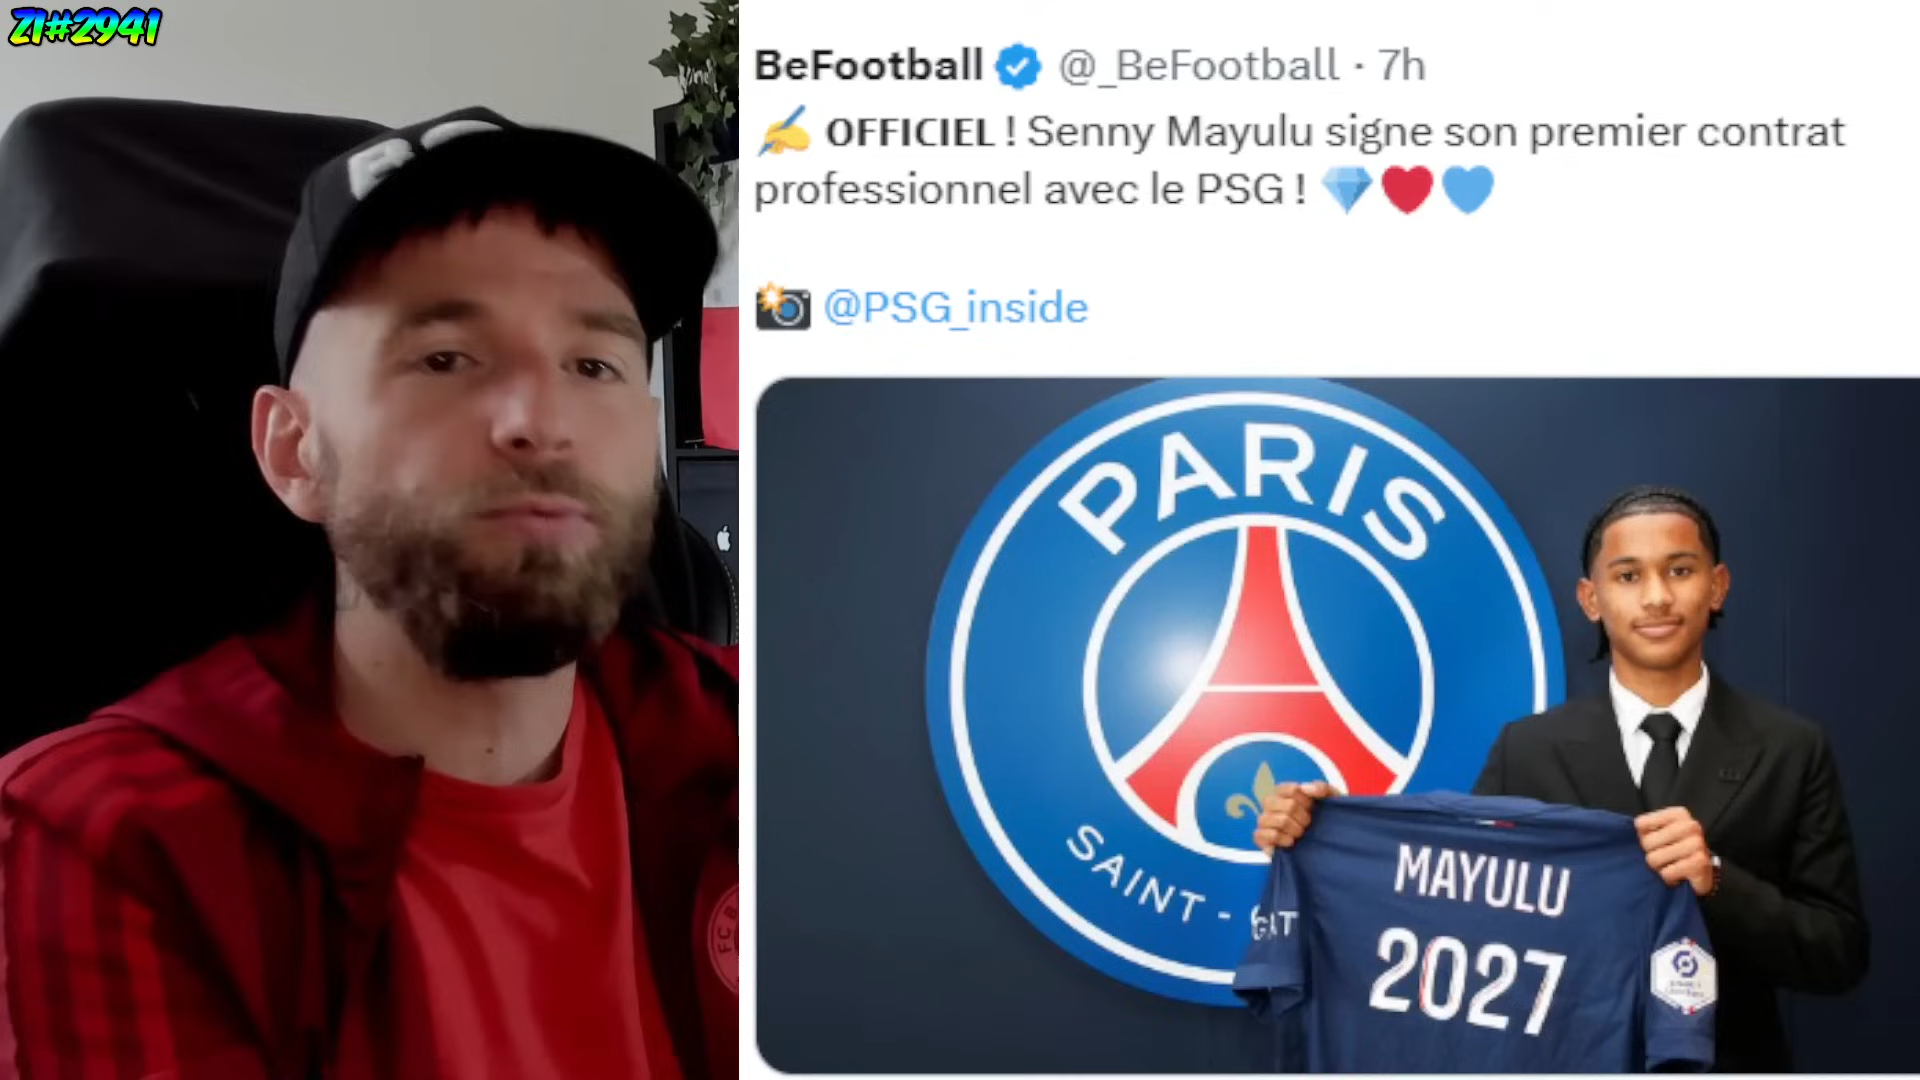 ZI#2941
BeFootball @_BeFootball · 7h
OFFICIEL ! Senny Mayulu signe son premier contrat
professionnel avec le PSG !
@PSG_inside
PARIS
SAINT - G
MAYULU
2027